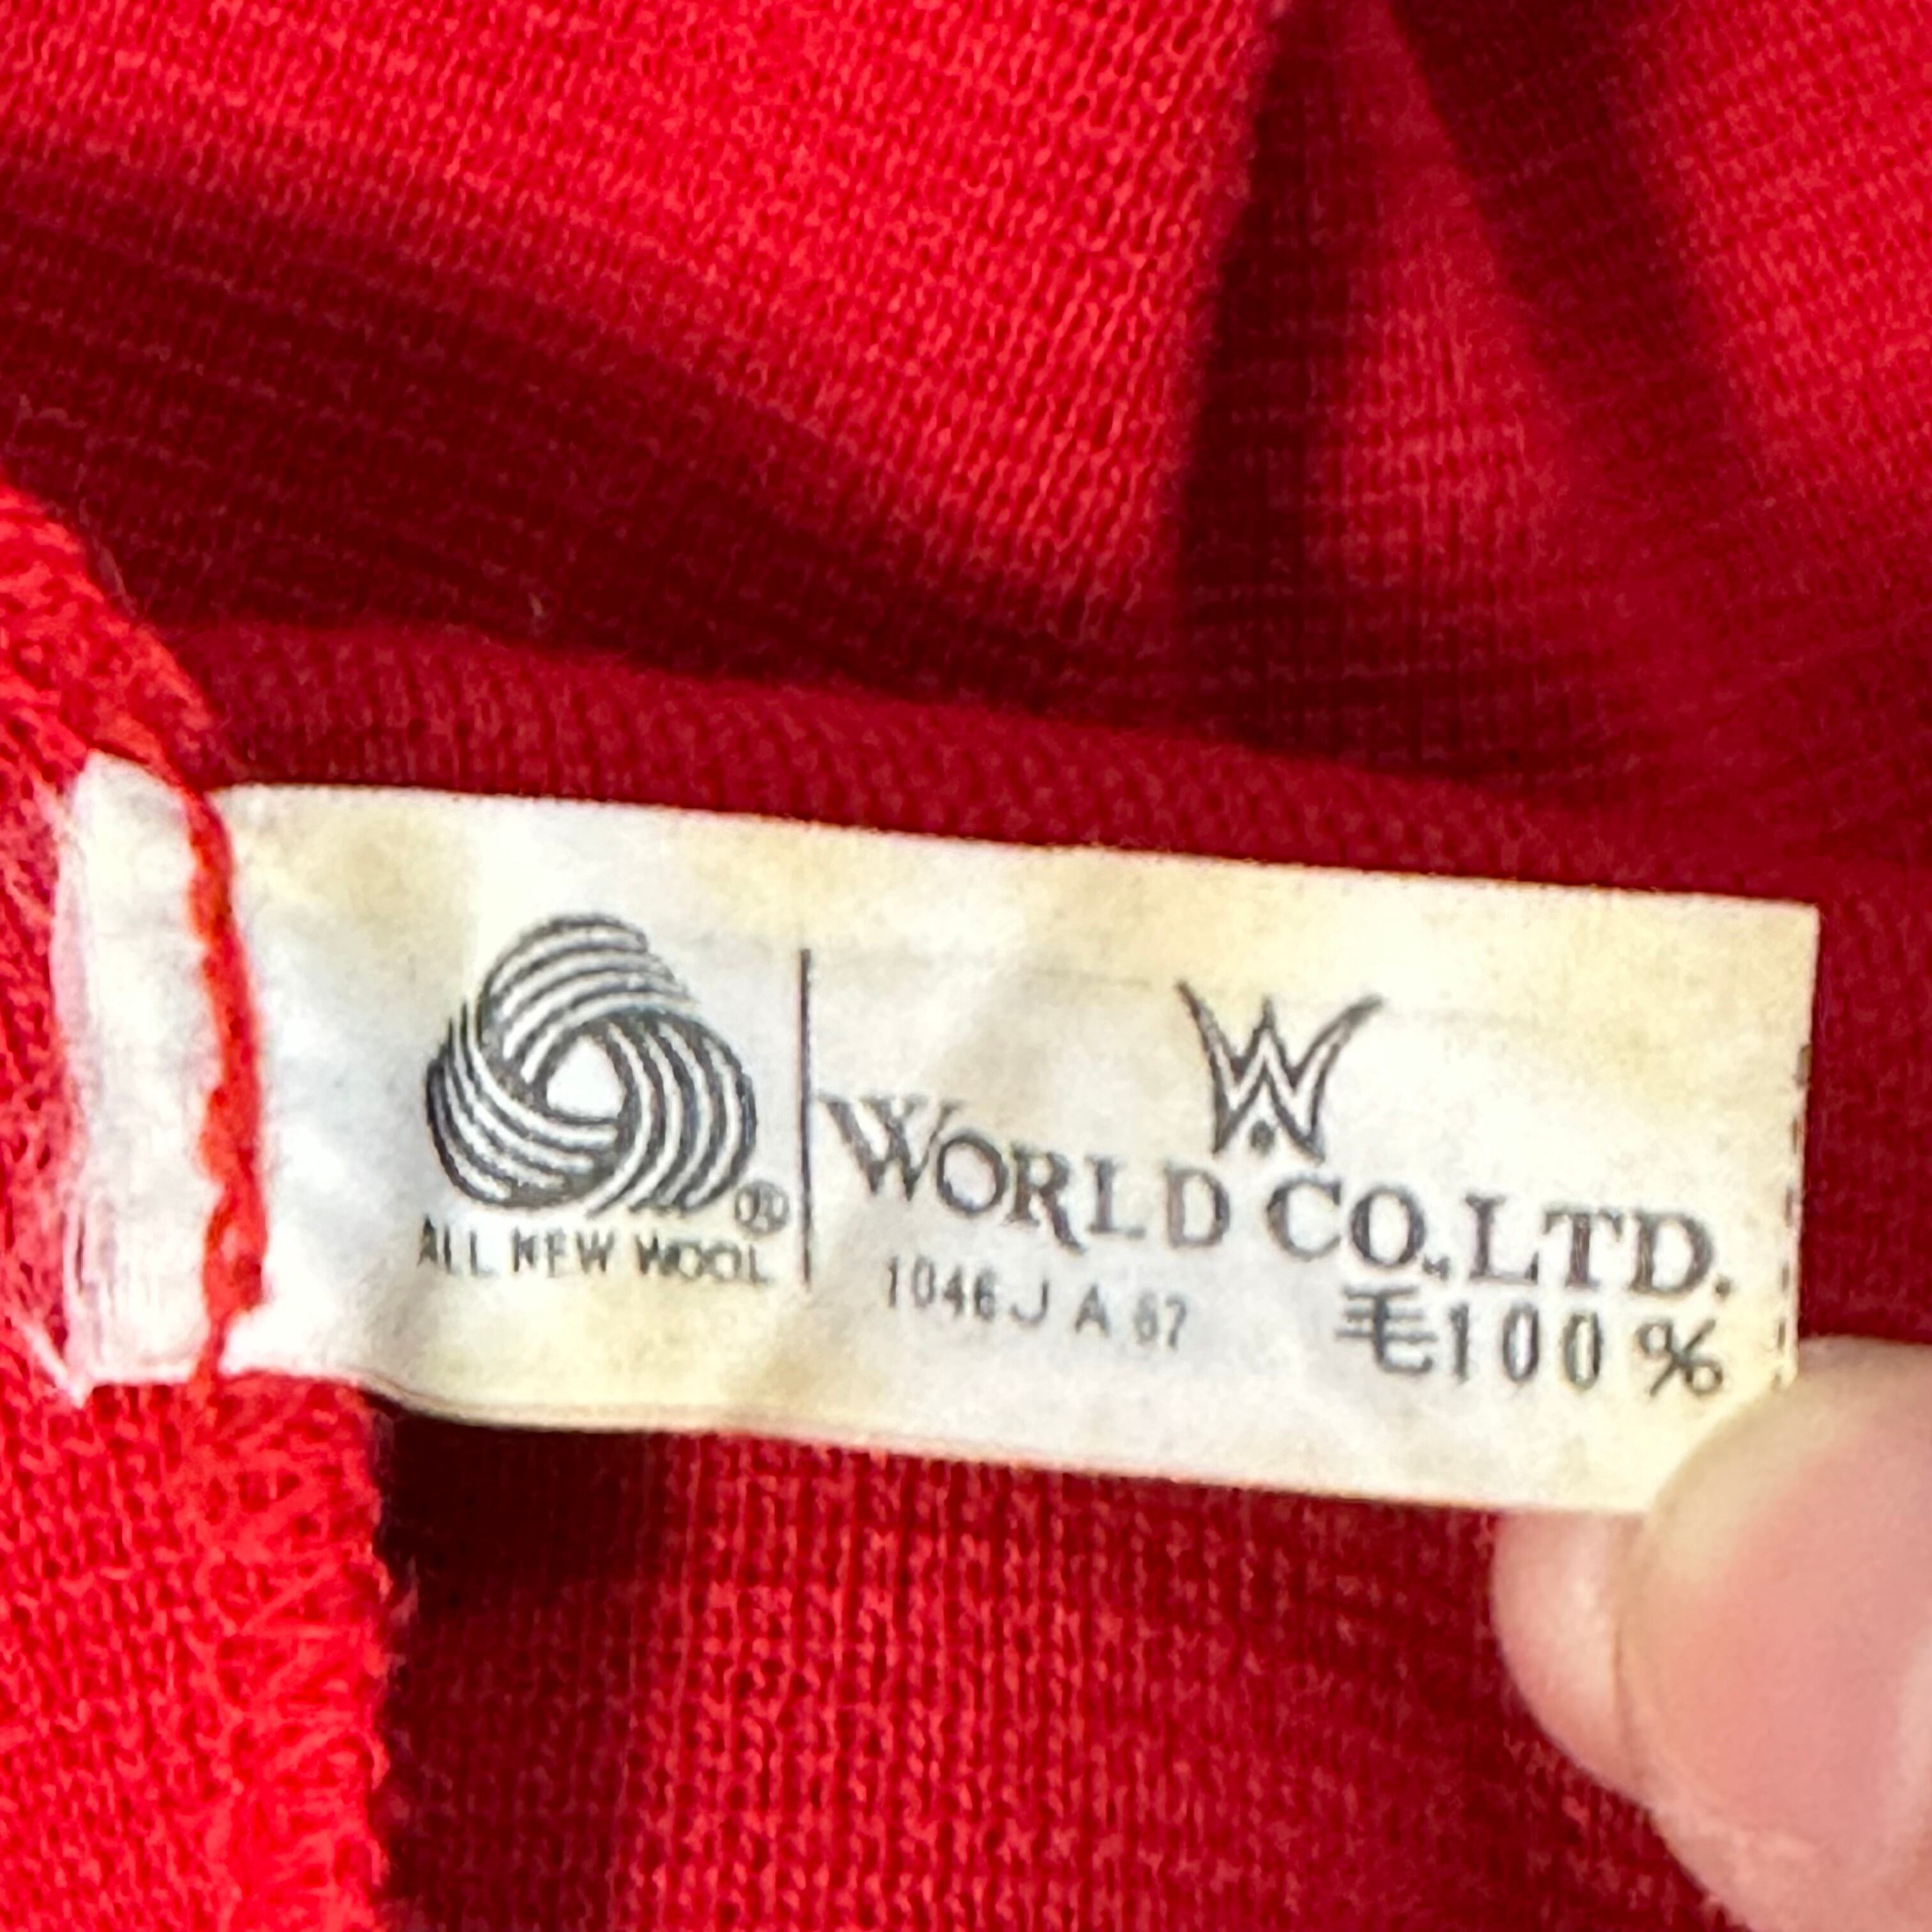 W
WORLD CO.,LTD.
ALL NEW WOOL
1046 J A 67
毛100%